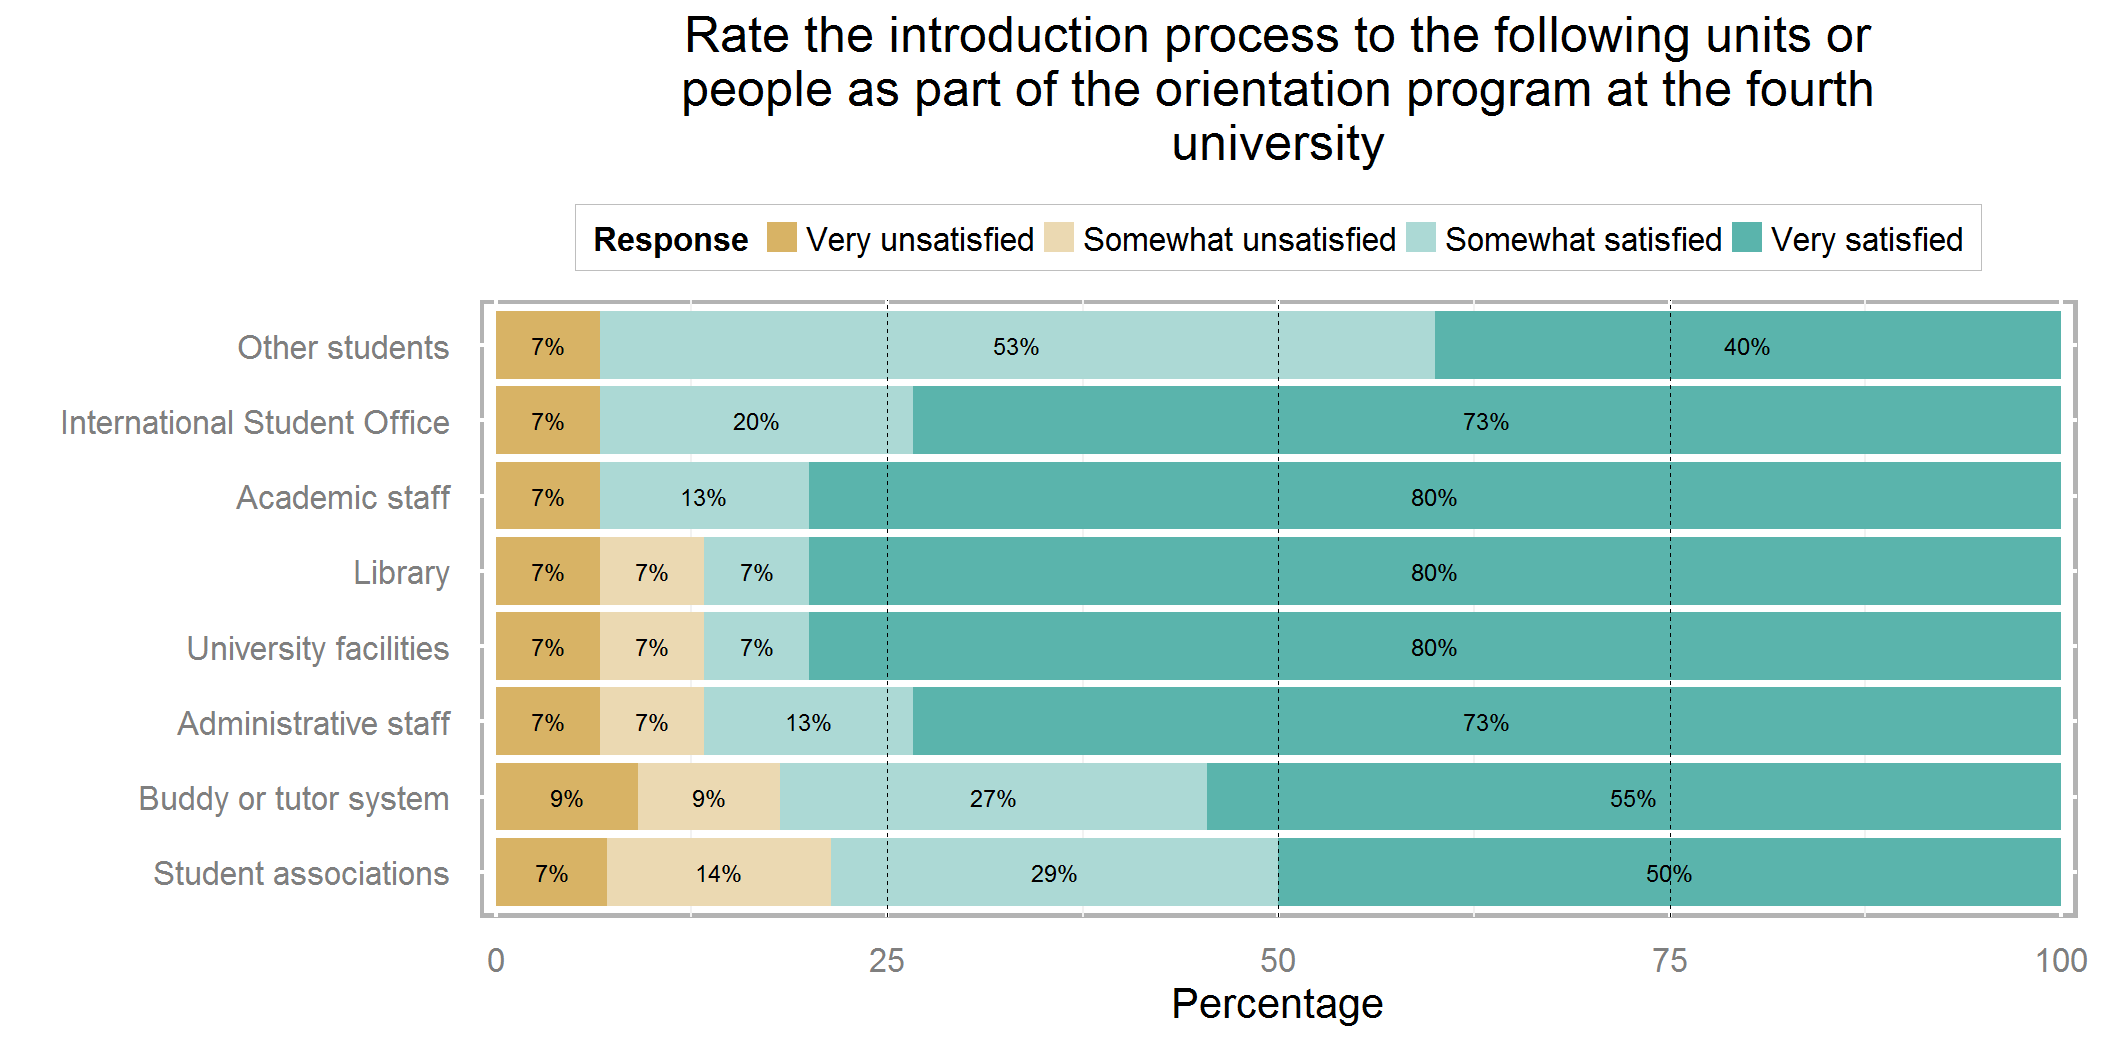 Rate the introduction process to the following units or
people as part of the orientation program at the fourth
university
Response Very unsatisfied Somewhat unsatisfied Somewhat satisfied Very satisfied
Other students 7% 53% 40%
International Student Office 7% 20% 73%
Academic staff 7% 13% 80%
Library 7% 7% 7% 80%
University facilities 7% 7% 7% 80%
Administrative staff 7% 7% 13% 73%
Buddy or tutor system 9% 9% 27% 55%
Student associations 7% 14% 29% 50%
0 25 50 75 100
Percentage